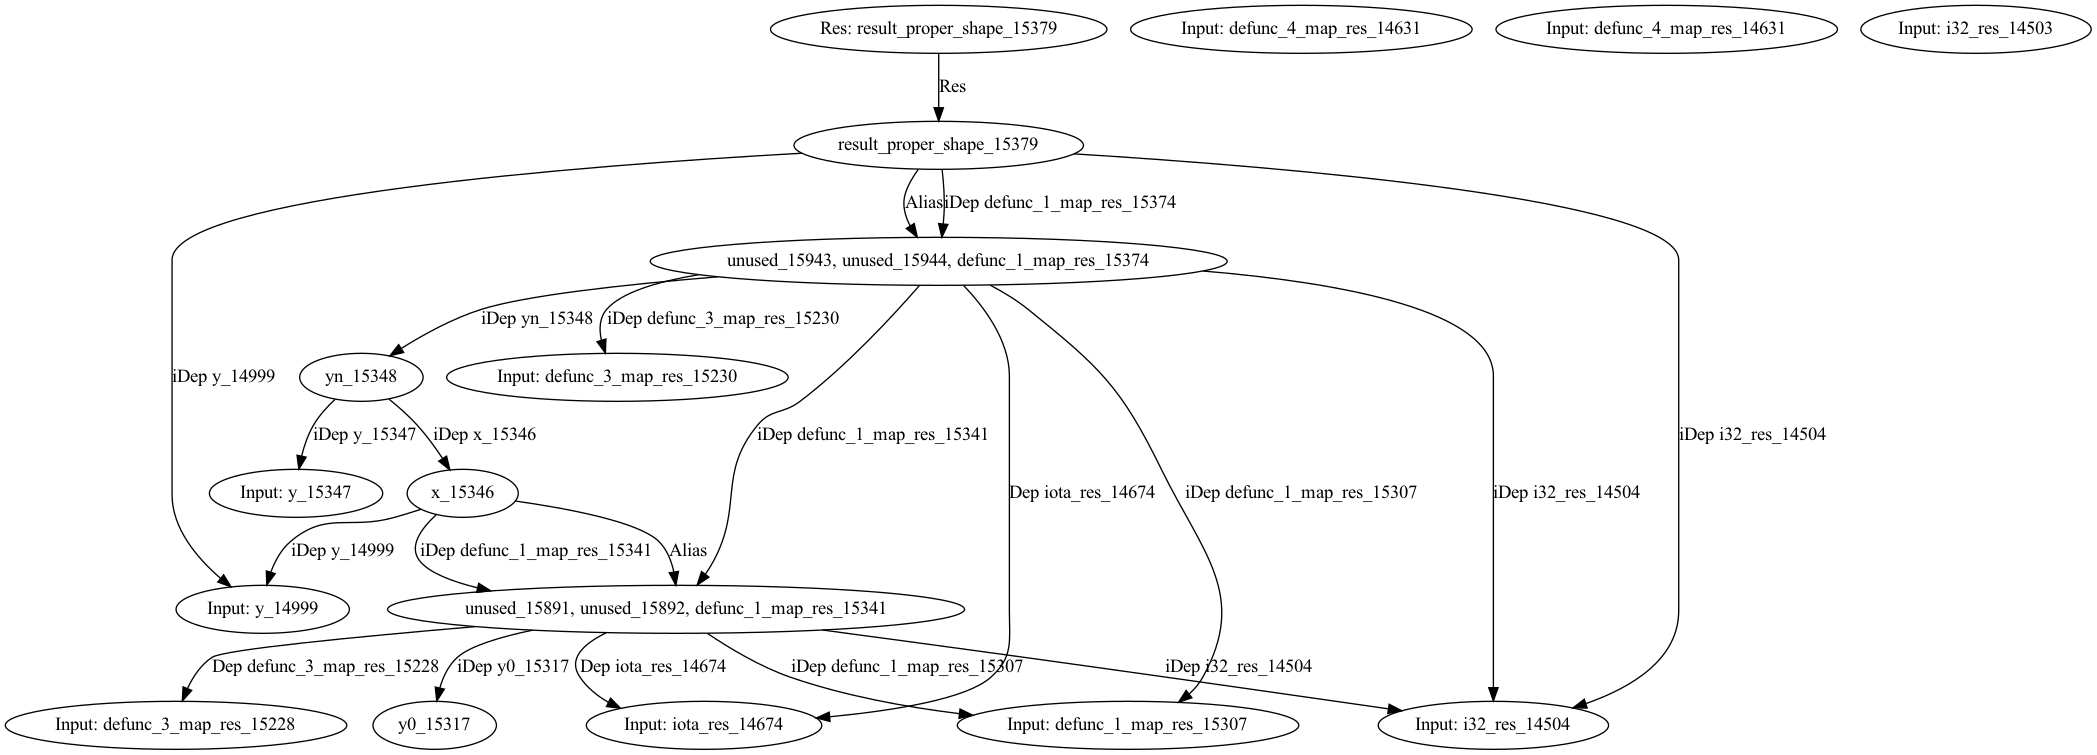 Res: result_proper_shape_15379
Input: defunc_4_map_res_14631
Input: defunc_4_map_res_14631
Input: i32_res_14503
Res
result_proper_shape_15379
Alias
iDep defunc_1_map_res_15374
unused_15943, unused_15944, defunc_1_map_res_15374
iDep yn_15348
iDep defunc_3_map_res_15230
iDep y_14999
yn_15348
Input: defunc_3_map_res_15230
iDep y_15347
iDep x_15346
iDep defunc_1_map_res_15341
iDep i32_res_14504
Input: y_15347
x_15346
Dep iota_res_14674
iDep defunc_1_map_res_15307
iDep i32_res_14504
iDep y_14999
iDep defunc_1_map_res_15341
Alias
Input: y_14999
unused_15891, unused_15892, defunc_1_map_res_15341
Dep defunc_3_map_res_15228
iDep y0_15317
Dep iota_res_14674
iDep defunc_1_map_res_15307
iDep i32_res_14504
Input: defunc_3_map_res_15228
y0_15317
Input: iota_res_14674
Input: defunc_1_map_res_15307
Input: i32_res_14504